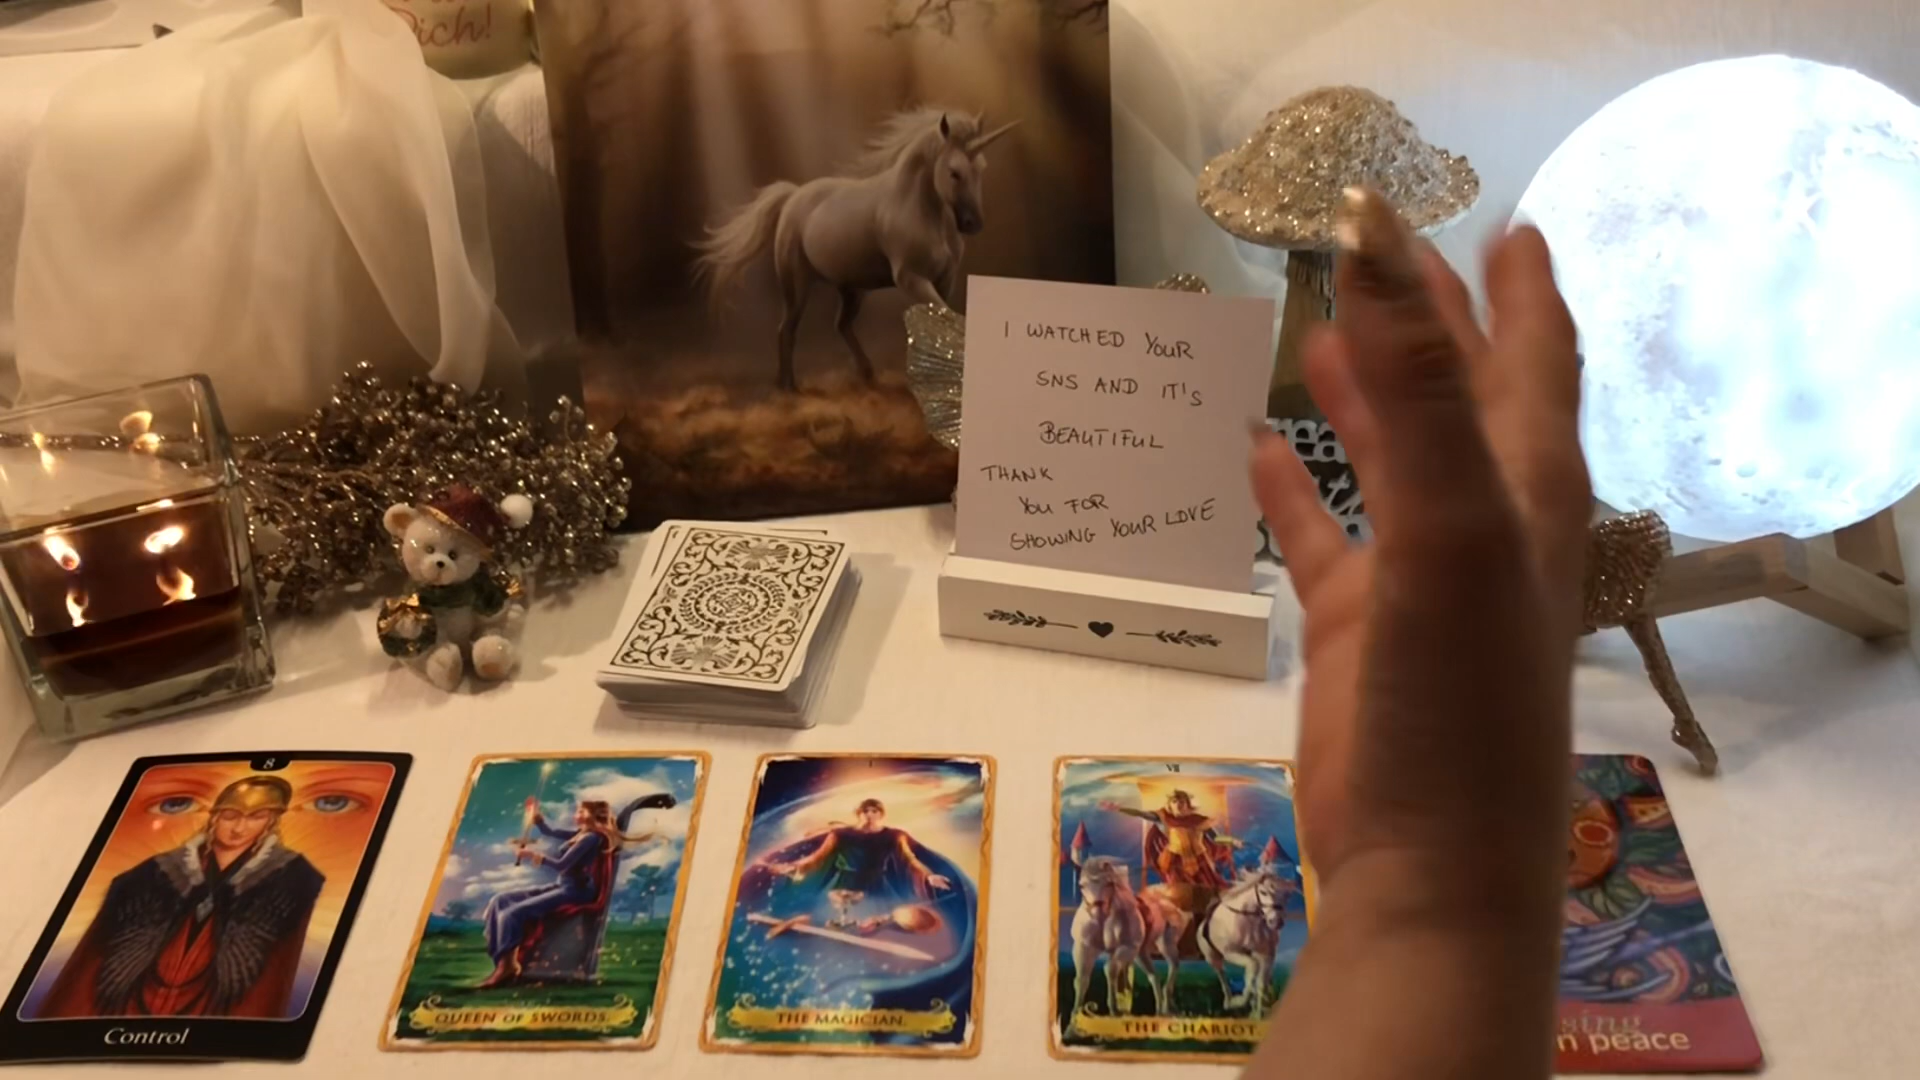 Dich!
I WATCHED YOUR
SNS AND IT'S
BEAUTIFUL
THANK
YOU FOR
SHOWING YOUR LOVE
8
Control
QUEEN OF SWORDS.
I
THE MAGICIAN.
VII
THE CHARIOT.
peace